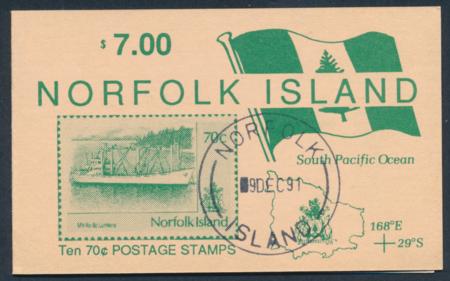 $ 7.00
NORFOLK ISLAND
70c
NORFOLK
9DEC91
ISLAND
South Pacific Ocean
Norfolk Island
168°E
29°S
Ten 70¢ POSTAGE STAMPS